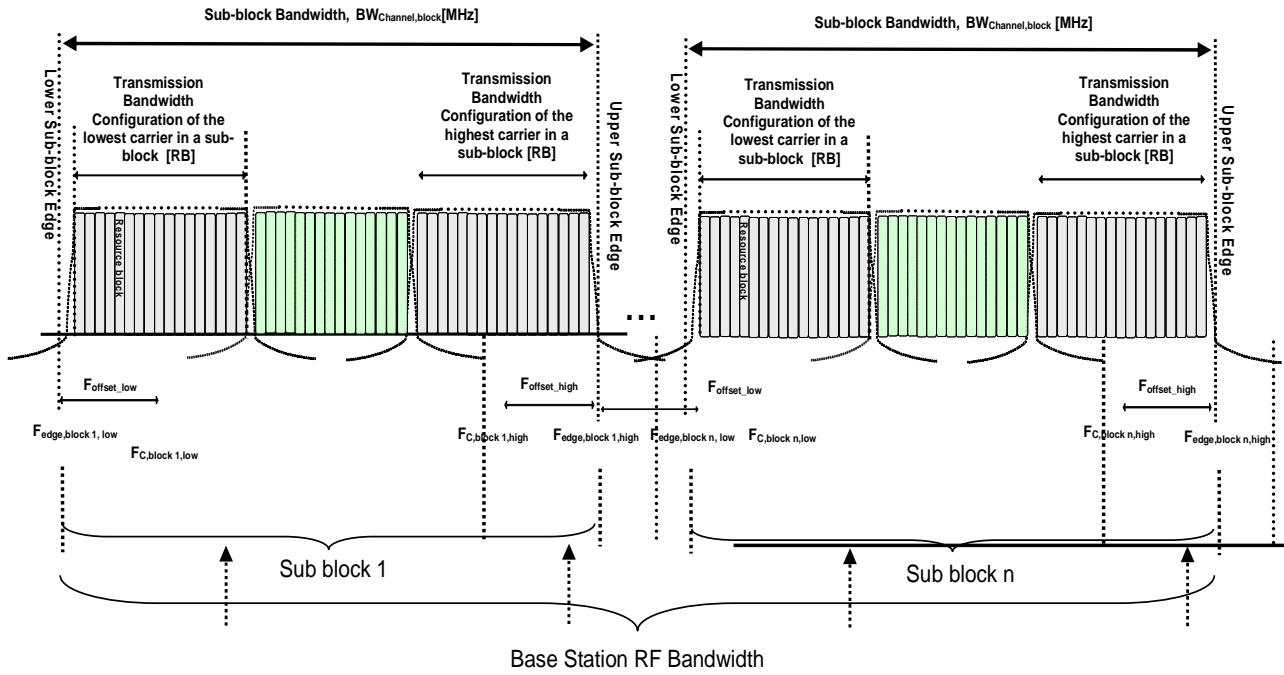 Sub-block Bandwidth, BWChannel,block[MHz]
Sub-block Bandwidth, BWChannel,block [MHz]
Lower Sub-block Edge
Transmission
Bandwidth
Configuration of the
lowest carrier in a sub-
block [RB]
Transmission
Bandwidth
Configuration of the
highest carrier in a
sub-block [RB]
Upper Sub-block Edge
Lower Sub-block Edge
Transmission
Bandwidth
Configuration of the
lowest carrier in a
sub-block [RB]
Transmission
Bandwidth
Configuration of the
highest carrier in a
sub-block [RB]
Upper Sub-block Edge
Resource block
Resource block
...
Foffset_low
Foffset_high
Foffset_low
Foffset_high
Fedge,block 1, low
FC,block 1,low
FC,block 1,high
Fedge,block 1,high
Fedge,block n, low
FC,block n,low
FC,block n,high
Fedge,block n,high
Sub block 1
Sub block n
Base Station RF Bandwidth